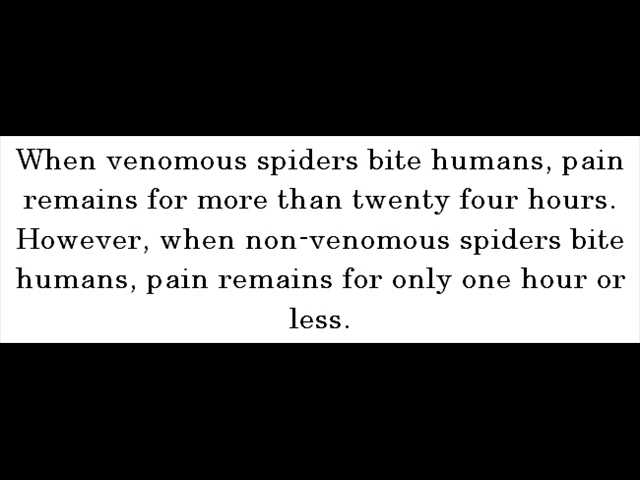 When venomous spiders bite humans, pain
remains for more than twenty four hours.
However, when non-venomous spiders bite
humans, pain remains for only one hour or
less.